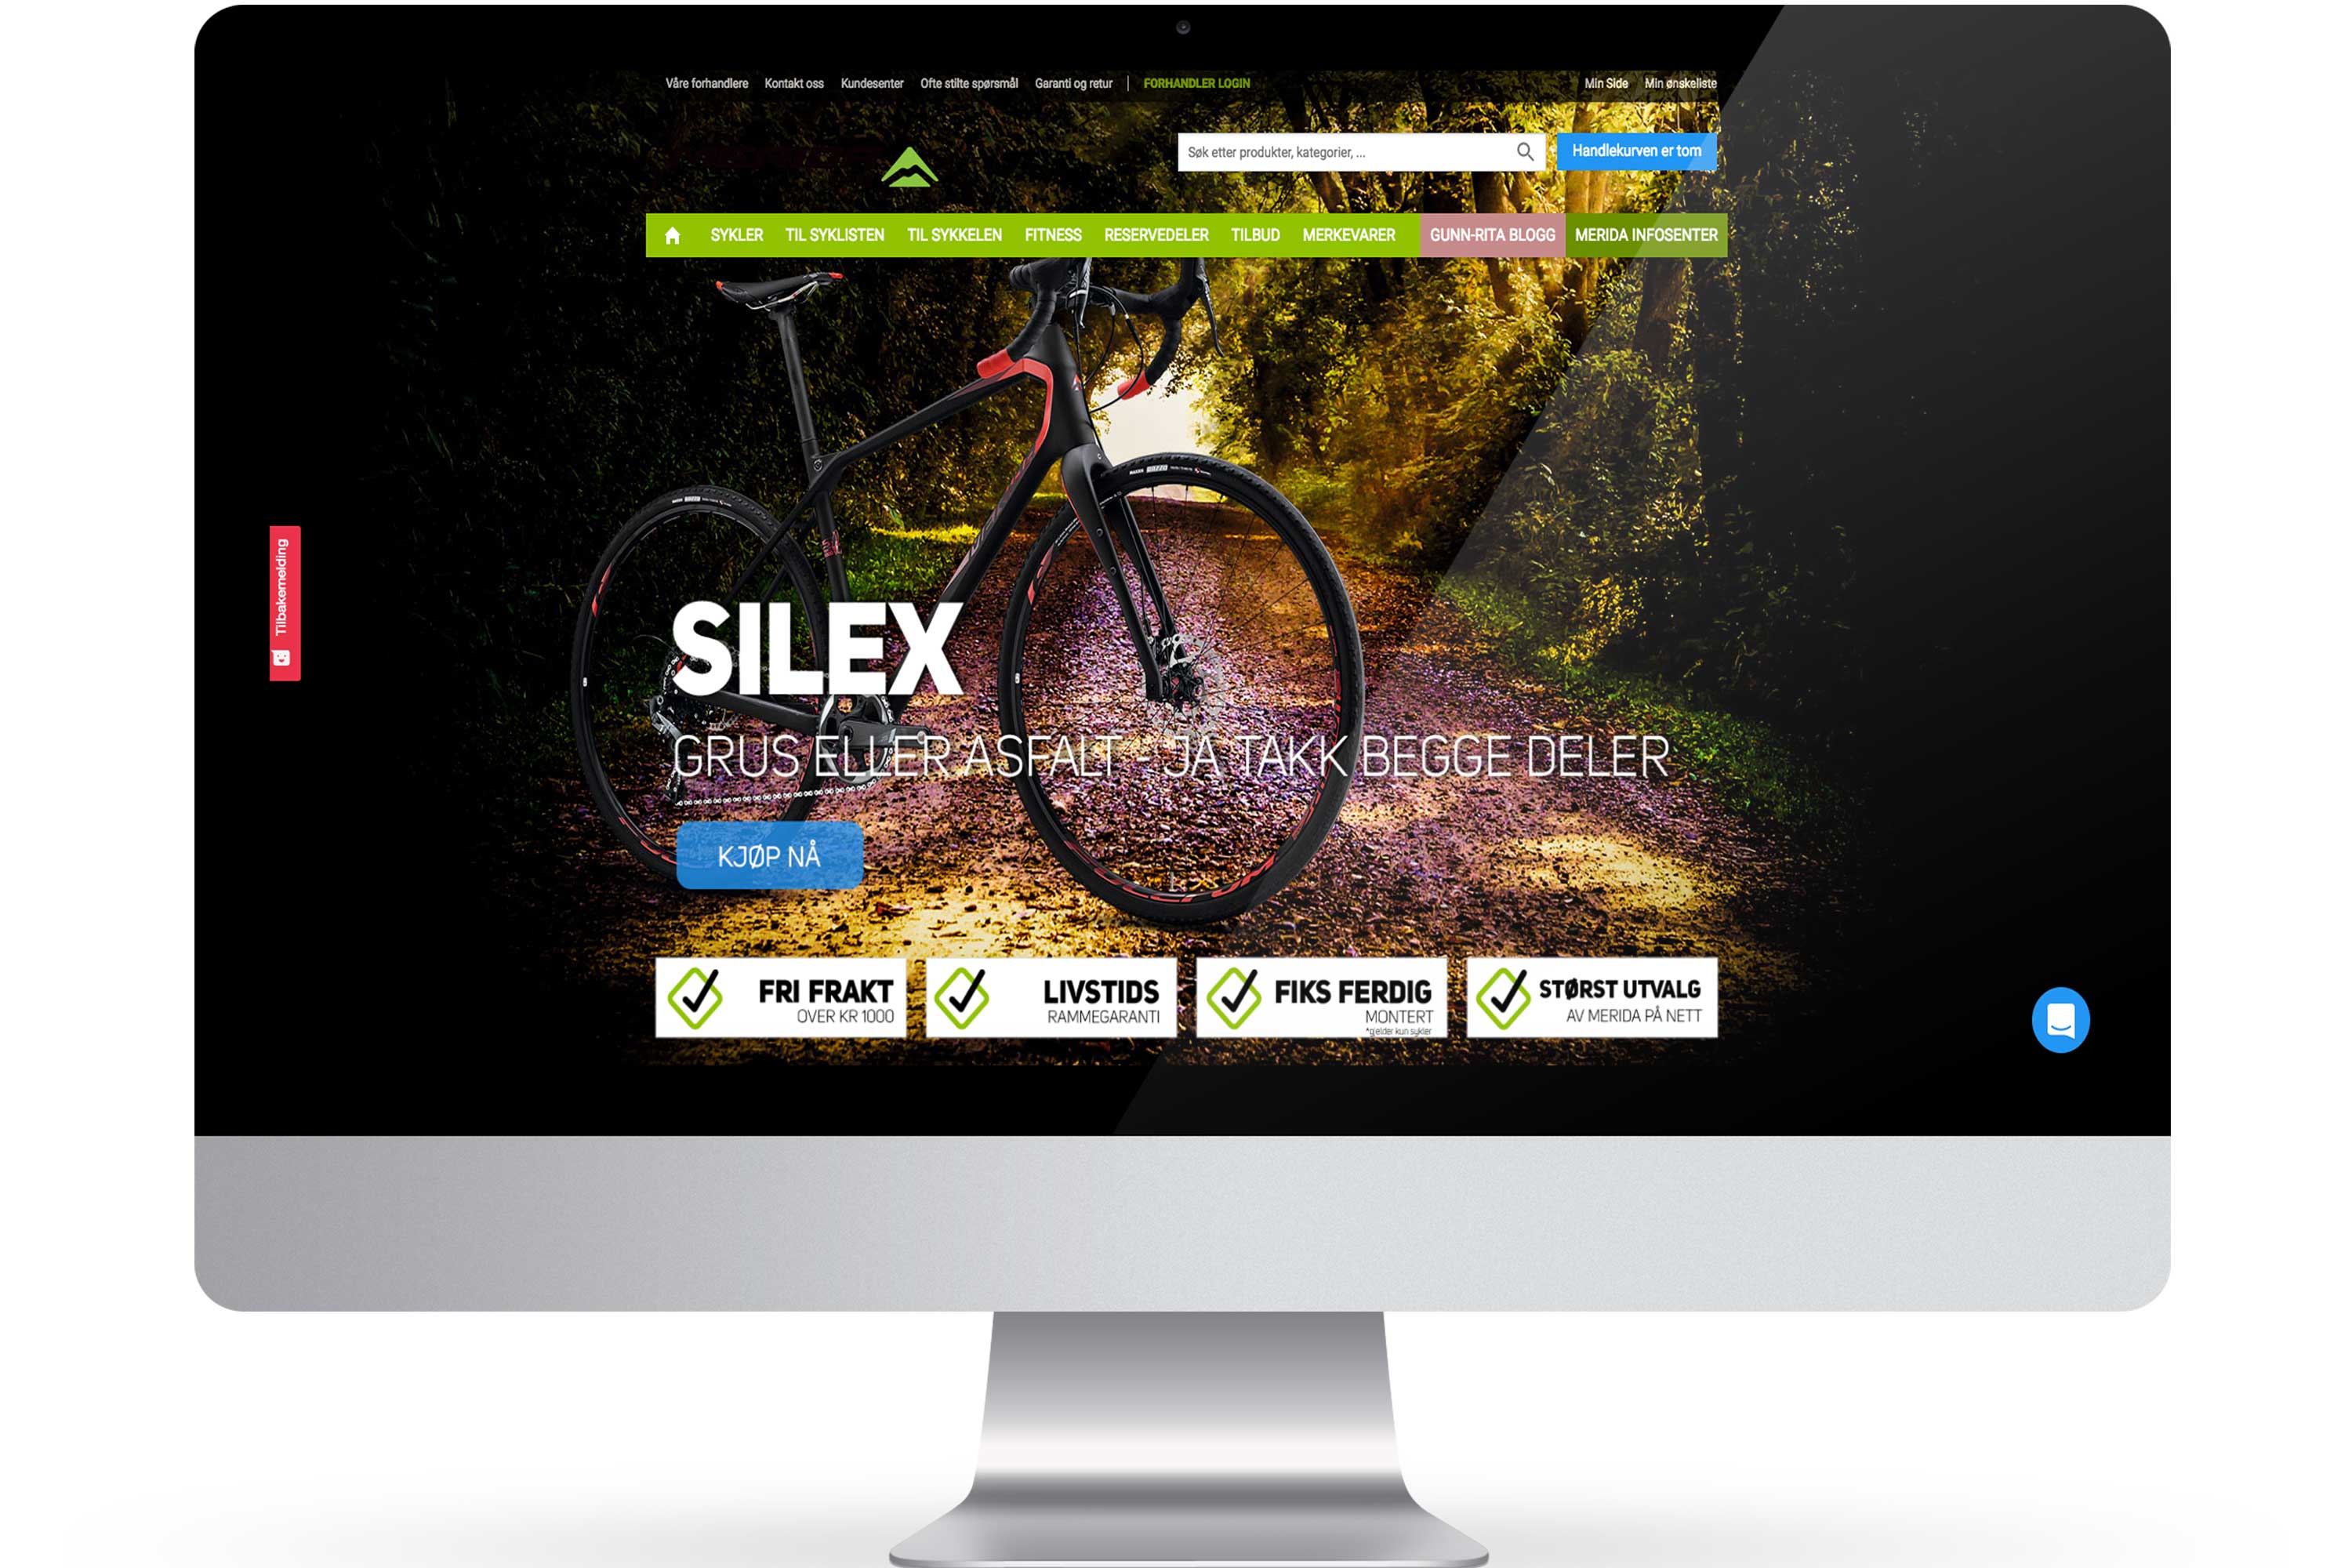 Våre forhandlere Kontakt oss Kundesenter Ofte stilte spørsmål Garanti og retur FORHANDLER LOGIN Min Side Min ønskeliste
Søk etter produkter, kategorier, ... Handlekurven er tom
SYKLER TIL SYKLISTEN TIL SYKKELEN FITNESS RESERVEDELER TILBUD MERKEVARER GUNN-RITA BLOGG MERIDA INFOSENTER
Tilbakemelding
SILEX
GRUS ELLER ASFALT - JA TAKK BEGGE DELER
KJØP NÅ
FRI FRAKT
OVER KR 1000
LIVSTIDS
RAMMEGARANTI
FIKS FERDIG
MONTERT
*gjelder kun sykler
STØRST UTVALG
AV MERIDA PÅ NETT